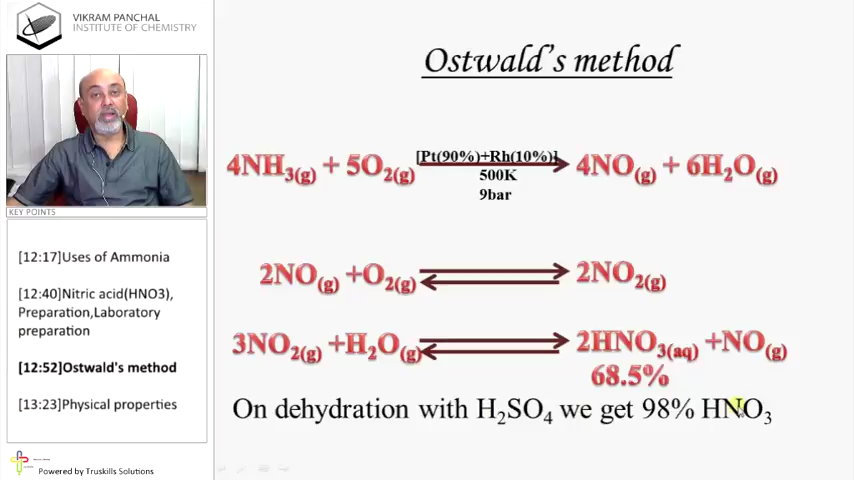 VIKRAM PANCHAL
INSTITUTE OF CHEMISTRY
KEY POINTS
[12:17]Uses of Ammonia
[12:40]Nitric acid(HNO3),
Preparation,Laboratory
preparation
[12:52]Ostwald's method
[13:23]Physical properties
Powered by Truskills Solutions
Ostwald's method
4NH₃(g) + 5O₂(g) [Pt(90%)+Rh(10%)] 4NO(g) + 6H₂O(g)
500K
9bar
2NO(g) +O₂(g) ⇌ 2NO₂(g)
3NO₂(g) +H₂O(g) ⇌ 2HNO₃(aq) +NO(g)
68.5%
On dehydration with H₂SO₄ we get 98% HNO₃